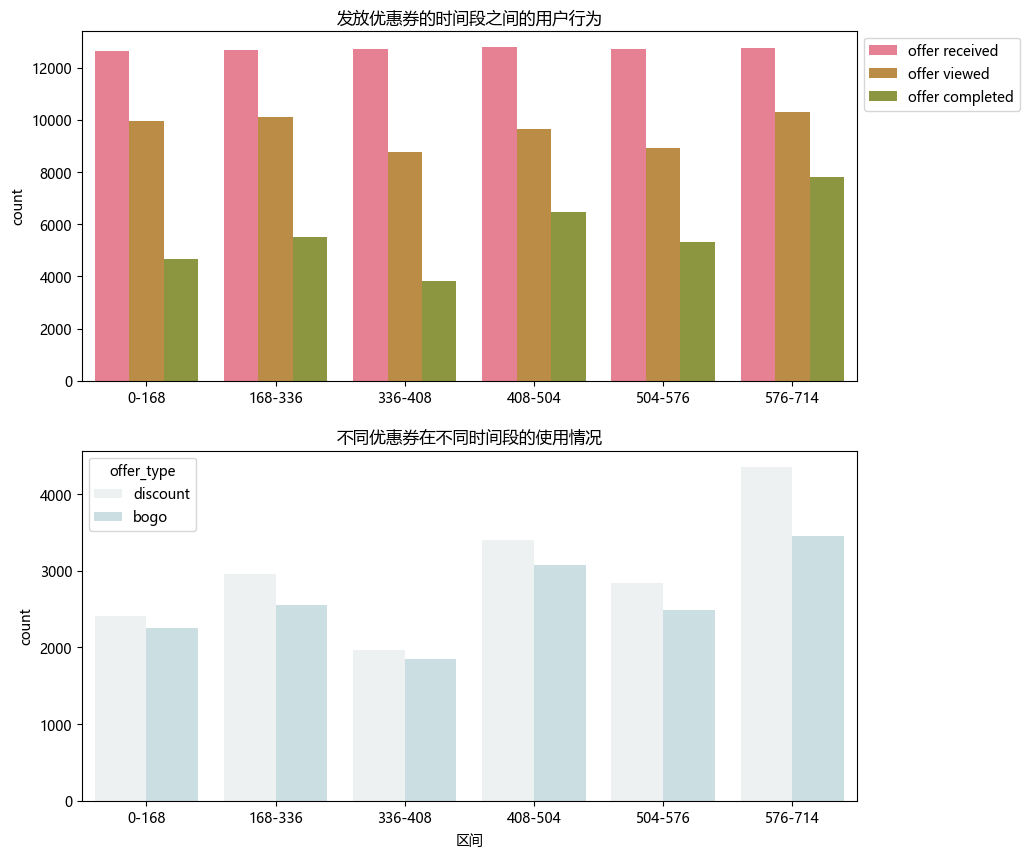 发放优惠券的时间段之间的用户行为
offer received
offer viewed
offer completed
count
12000
10000
8000
6000
4000
2000
0
0-168
168-336
336-408
408-504
504-576
576-714
不同优惠券在不同时间段的使用情况
offer_type
discount
bogo
count
4000
3000
2000
1000
0
0-168
168-336
336-408
408-504
504-576
576-714
区间